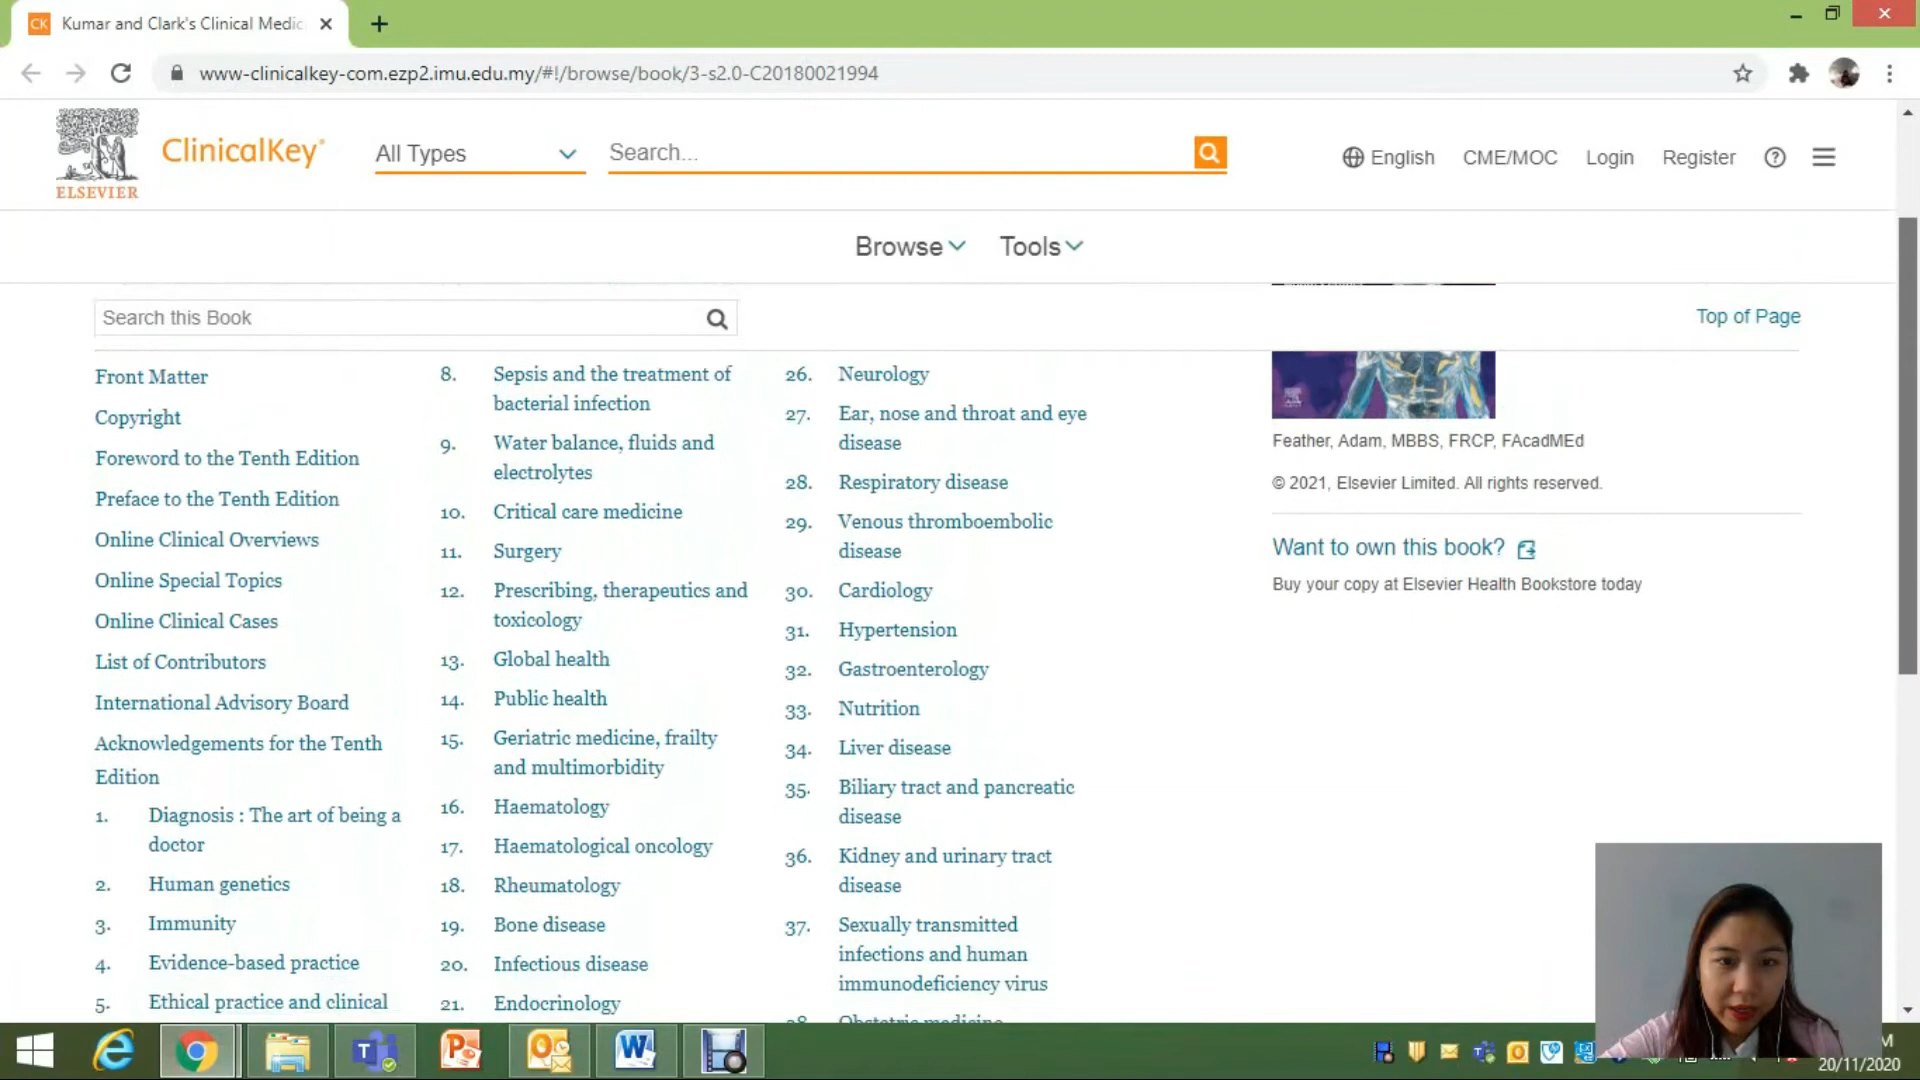 CK Kumar and Clark's Clinical Medic
www-clinicalkey-com.ezp2.imu.edu.my/#!/browse/book/3-s2.0-C20180021994
ELSEVIER
ClinicalKey
All Types
Search...
English
CME/MOC
Login
Register
Browse
Tools
Search this Book
Top of Page
Front Matter
Copyright
Foreword to the Tenth Edition
Preface to the Tenth Edition
Online Clinical Overviews
Online Special Topics
Online Clinical Cases
List of Contributors
International Advisory Board
Acknowledgements for the Tenth
Edition
1. Diagnosis : The art of being a
doctor
2. Human genetics
3. Immunity
4. Evidence-based practice
5. Ethical practice and clinical
8. Sepsis and the treatment of
bacterial infection
9. Water balance, fluids and
electrolytes
10. Critical care medicine
11. Surgery
12. Prescribing, therapeutics and
toxicology
13. Global health
14. Public health
15. Geriatric medicine, frailty
and multimorbidity
16. Haematology
17. Haematological oncology
18. Rheumatology
19. Bone disease
20. Infectious disease
21. Endocrinology
26. Neurology
27. Ear, nose and throat and eye
disease
28. Respiratory disease
29. Venous thromboembolic
disease
30. Cardiology
31. Hypertension
32. Gastroenterology
33. Nutrition
34. Liver disease
35. Biliary tract and pancreatic
disease
36. Kidney and urinary tract
disease
37. Sexually transmitted
infections and human
immunodeficiency virus
38. Obstetric medicine
Feather, Adam, MBBS, FRCP, FAcadMEd
© 2021, Elsevier Limited. All rights reserved.
Want to own this book?
Buy your copy at Elsevier Health Bookstore today
M
20/11/2020